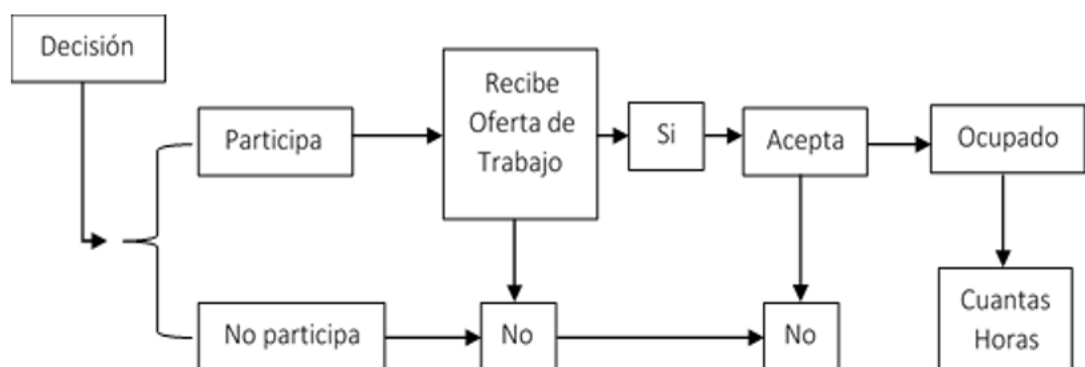 Decisión
Participa
Recibe
Oferta de
Trabajo
Si
Acepta
Ocupado
No participa
No
No
Cuantas
Horas